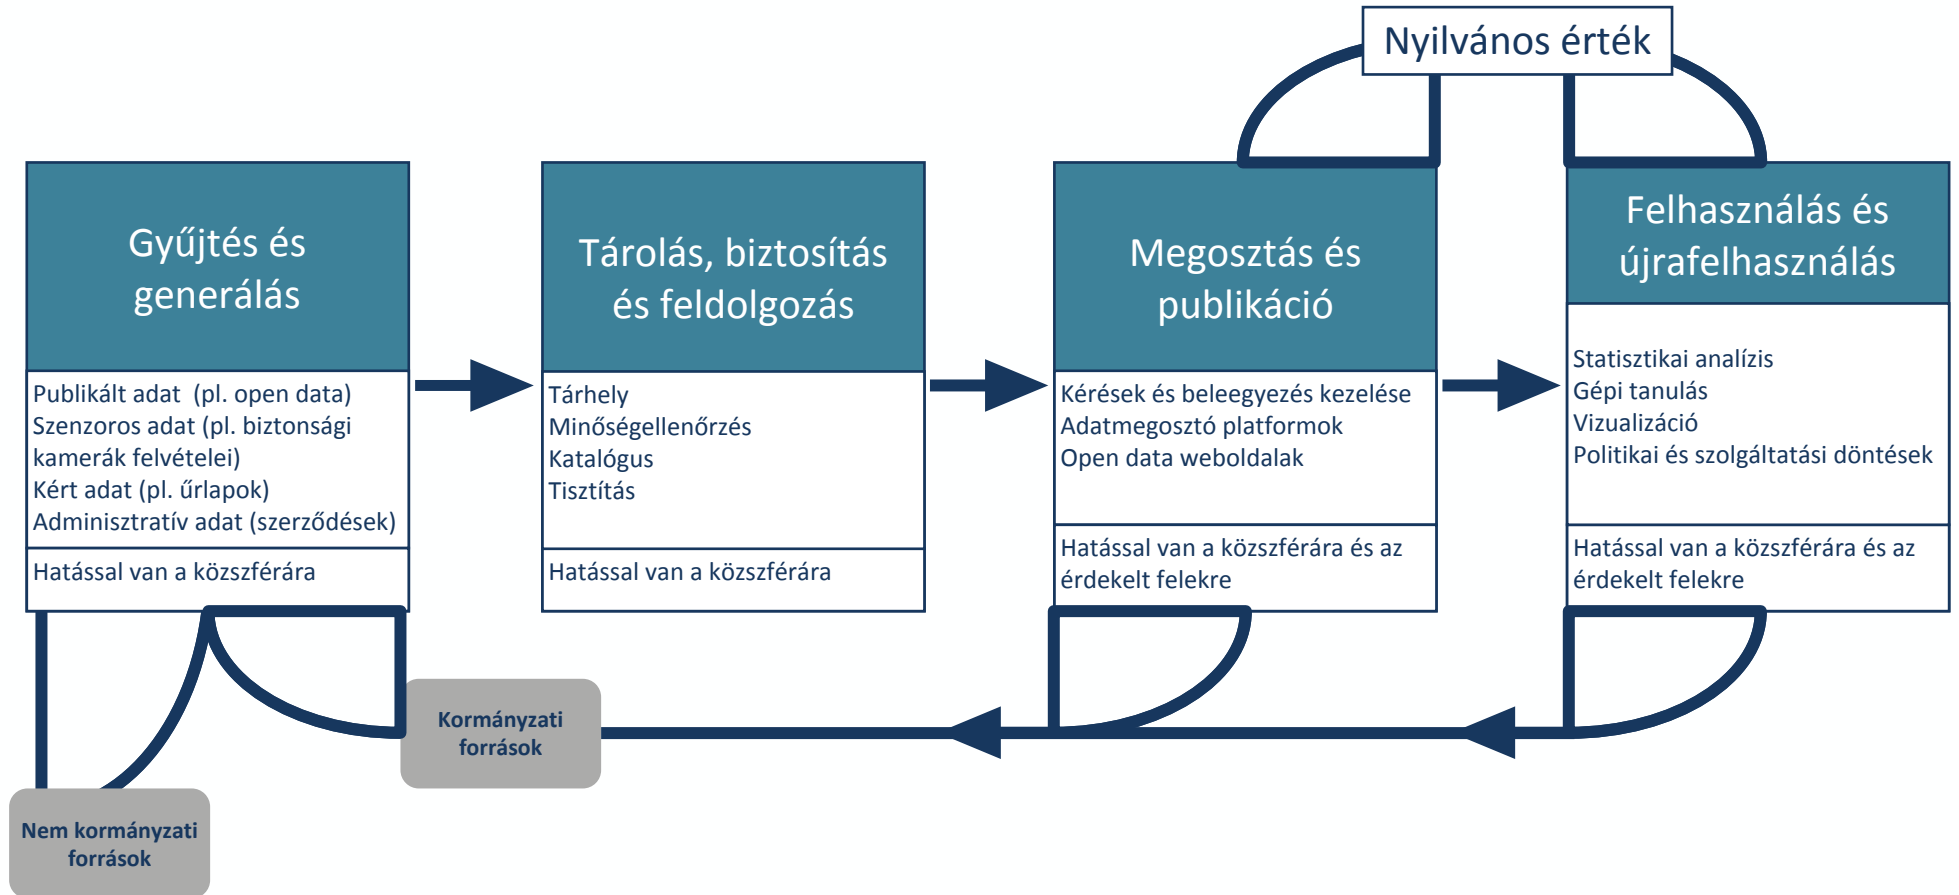 Nyilvános érték
Gyűjtés és
generálás
Publikált adat  (pl. open data)
Szenzoros adat (pl. biztonsági
kamerák felvételei)
Kért adat (pl. űrlapok)
Adminisztratív adat (szerződések)
Hatással van a közszférára
Tárolás, biztosítás
és feldolgozás
Tárhely
Minőségellenőrzés
Katalógus
Tisztítás
Hatással van a közszférára
Megosztás és
publikáció
Kérések és beleegyezés kezelése
Adatmegosztó platformok
Open data weboldalak
Hatással van a közszférára és az
érdekelt felekre
Felhasználás és
újrafelhasználás
Statisztikai analízis
Gépi tanulás
Vizualizáció
Politikai és szolgáltatási döntések
Hatással van a közszférára és az
érdekelt felekre
Kormányzati
források
Nem kormányzati
források